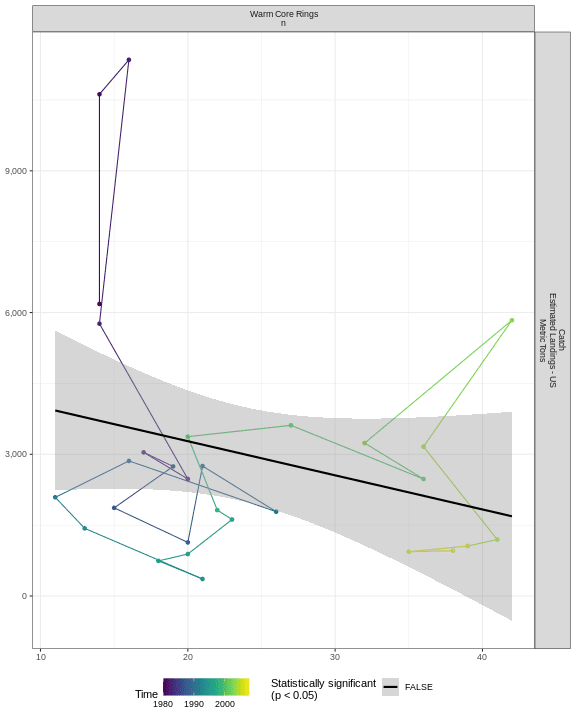 Warm Core Rings
n
9,000
6,000
3,000
0
10
20
30
40
Catch
Estimated Landings - US
Metric Tons
Time
1980
1990
2000
Statistically significant
(p < 0.05)
FALSE